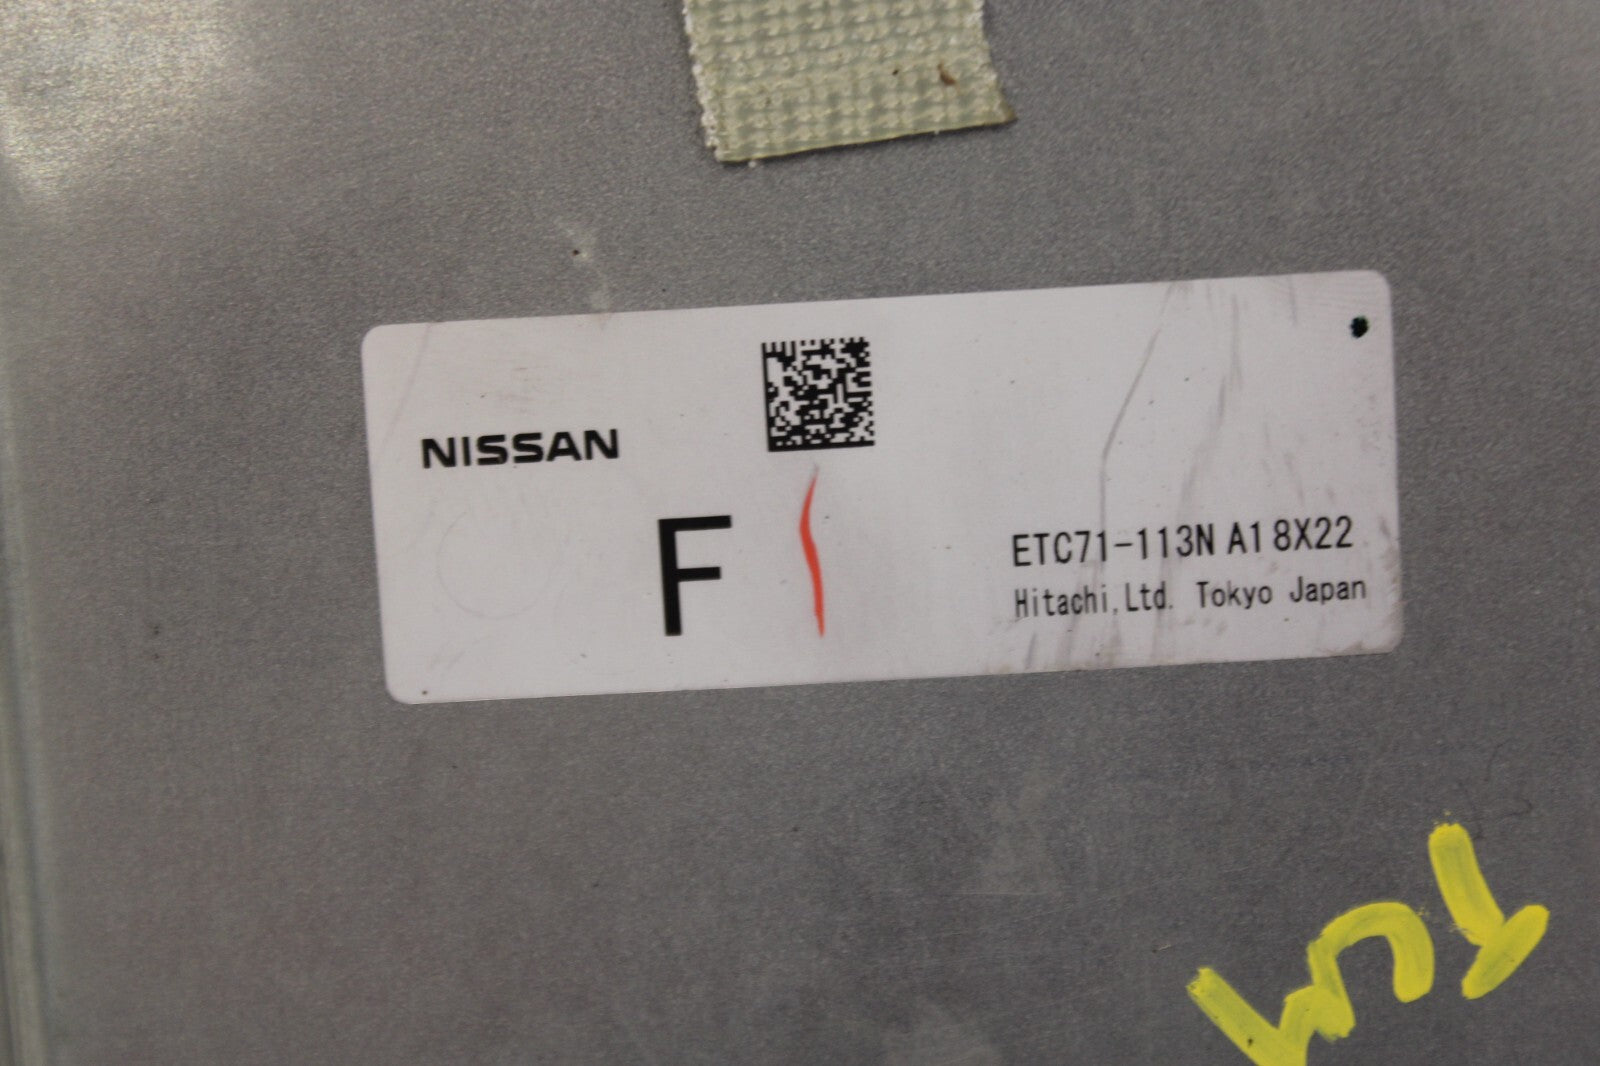 NISSAN
F
ETC71-113N A1 8X22
Hitachi,Ltd. Tokyo Japan